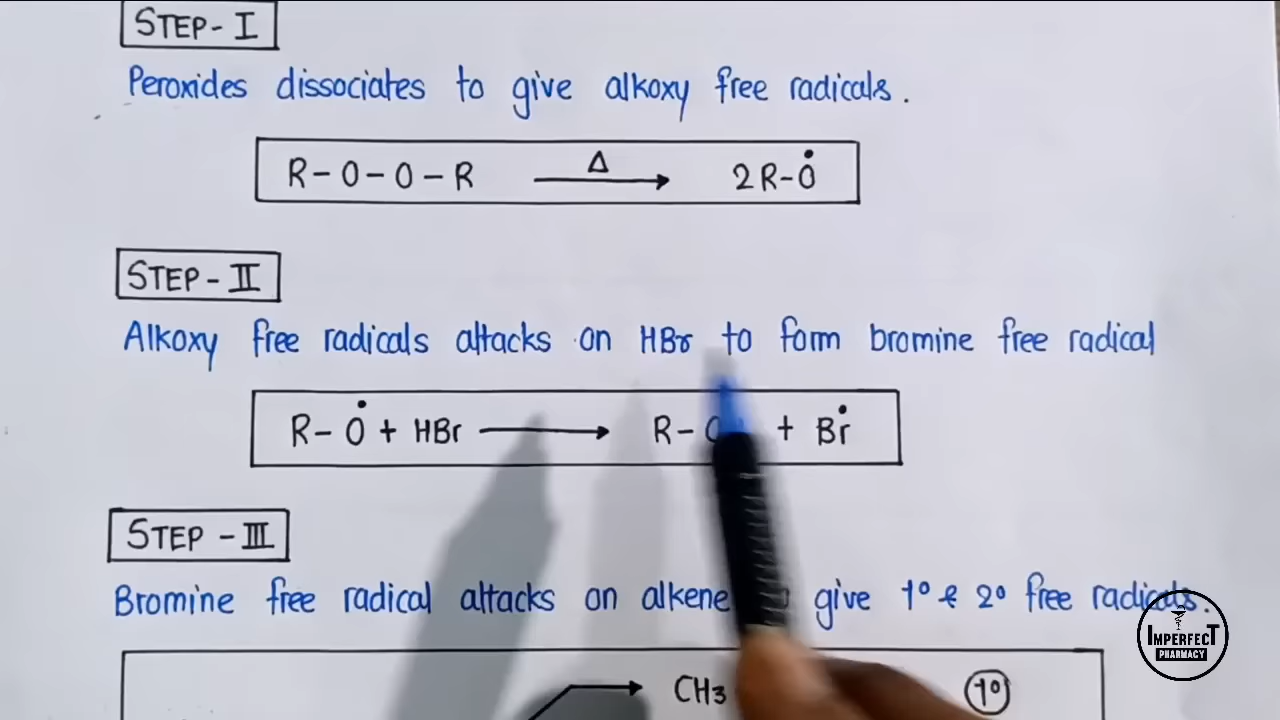 STEP-I
Peroxides dissociates to give alkoxy free radicals.
R-O-O-R Δ→ 2R-Ȯ
STEP-II
Alkoxy free radicals attacks on HBr to form bromine free radical
R-Ȯ + HBr → R- + Bṙ
STEP-III
Bromine free radical attacks on alkene give 1° & 2° free radicals.
CH3 1°
IMPERFECT
PHARMACY